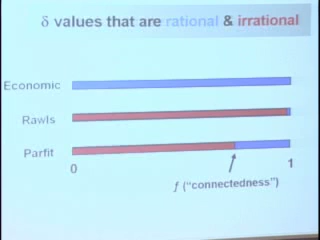 δ values that are rational & irrational
Economic
Rawls
Parfit
0
1
ƒ ("connectedness")